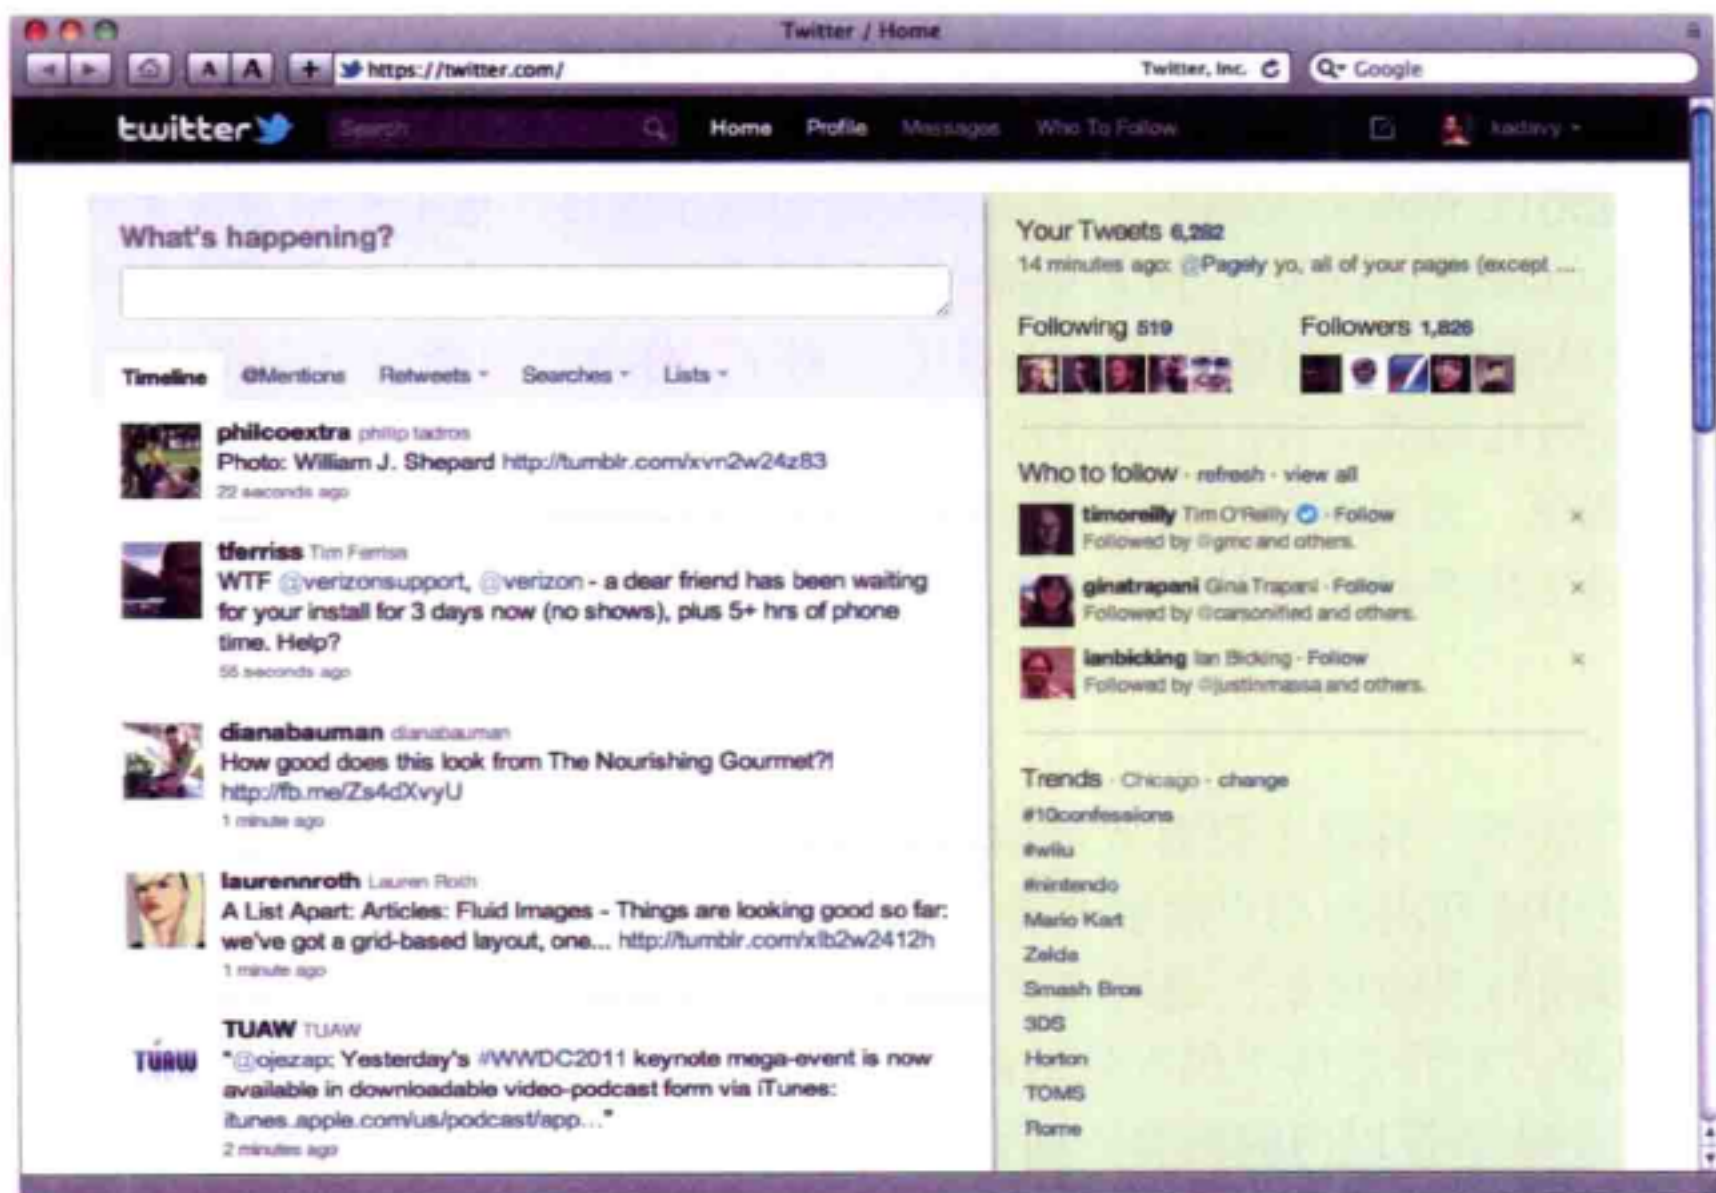 Twitter / Home
A A + https://twitter.com/ Twitter, Inc. Google
twitter Search Home Profile Messages Who To Follow kadavy
What's happening?
Timeline @Mentions Retweets Searches Lists
philcoextra philip tadros
Photo: William J. Shepard http://tumblr.com/xvn2w24z83
22 seconds ago
tferriss Tim Ferriss
WTF @verizonsupport, @verizon - a dear friend has been waiting
for your install for 3 days now (no shows), plus 5+ hrs of phone
time. Help?
55 seconds ago
dianabauman dianabauman
How good does this look from The Nourishing Gourmet?!
http://fb.me/Zs4dXvyU
1 minute ago
laurennroth Lauren Roth
A List Apart: Articles: Fluid Images - Things are looking good so far:
we've got a grid-based layout, one... http://tumblr.com/xlb2w2412h
1 minute ago
TUAW TUAW
TUAW
"@ojezap: Yesterday's #WWDC2011 keynote mega-event is now
available in downloadable video-podcast form via iTunes:
itunes.apple.com/us/podcast/app..."
2 minutes ago
Your Tweets 6,282
14 minutes ago: @Pagely yo, all of your pages (except ...
Following 519 Followers 1,826
Who to follow · refresh · view all
timoreilly Tim O'Reilly · Follow ×
Followed by @gmc and others.
ginatrapani Gina Trapani · Follow ×
Followed by @carsonified and others.
ianbicking Ian Bicking · Follow ×
Followed by @justinmassa and others.
Trends · Chicago · change
#10confessions
#wiiu
#nintendo
Mario Kart
Zelda
Smash Bros
3DS
Horton
TOMS
Rome